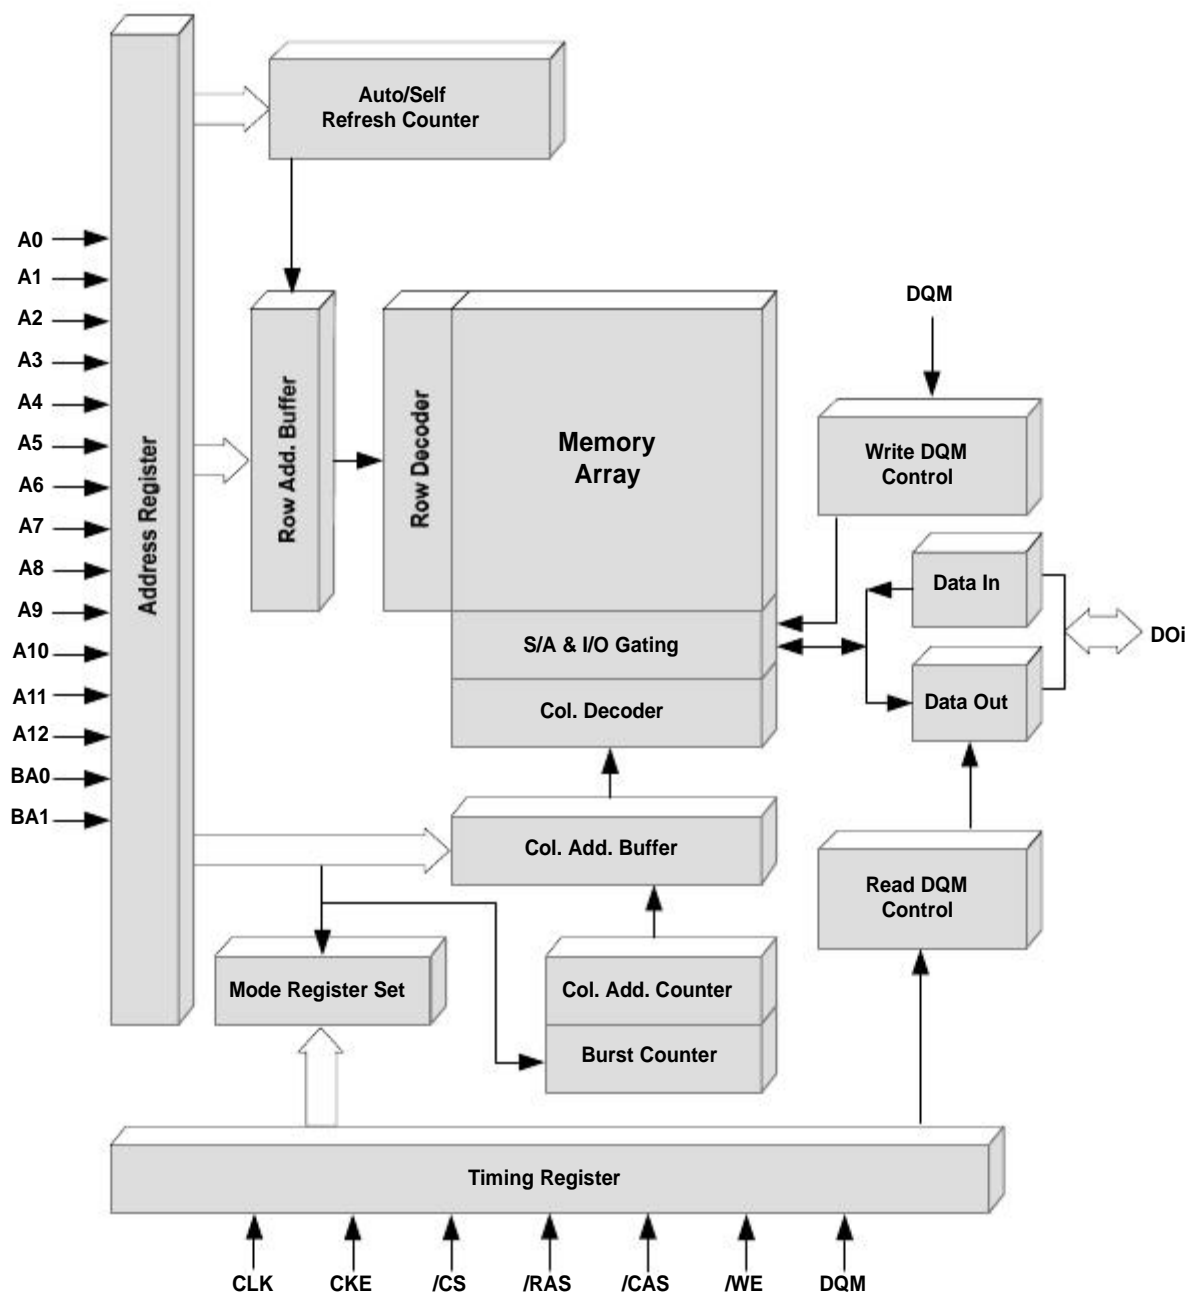 Auto/Self
Refresh Counter
A0
A1
A2
A3
A4
A5
A6
A7
A8
A9
A10
A11
A12
BA0
BA1
Address Register
Row Add. Buffer
Row Decoder
Memory
Array
DQM
Write DQM
Control
Data In
S/A & I/O Gating
DOi
Data Out
Col. Decoder
Col. Add. Buffer
Read DQM
Control
Mode Register Set
Col. Add. Counter
Burst Counter
Timing Register
CLK
CKE
/CS
/RAS
/CAS
/WE
DQM